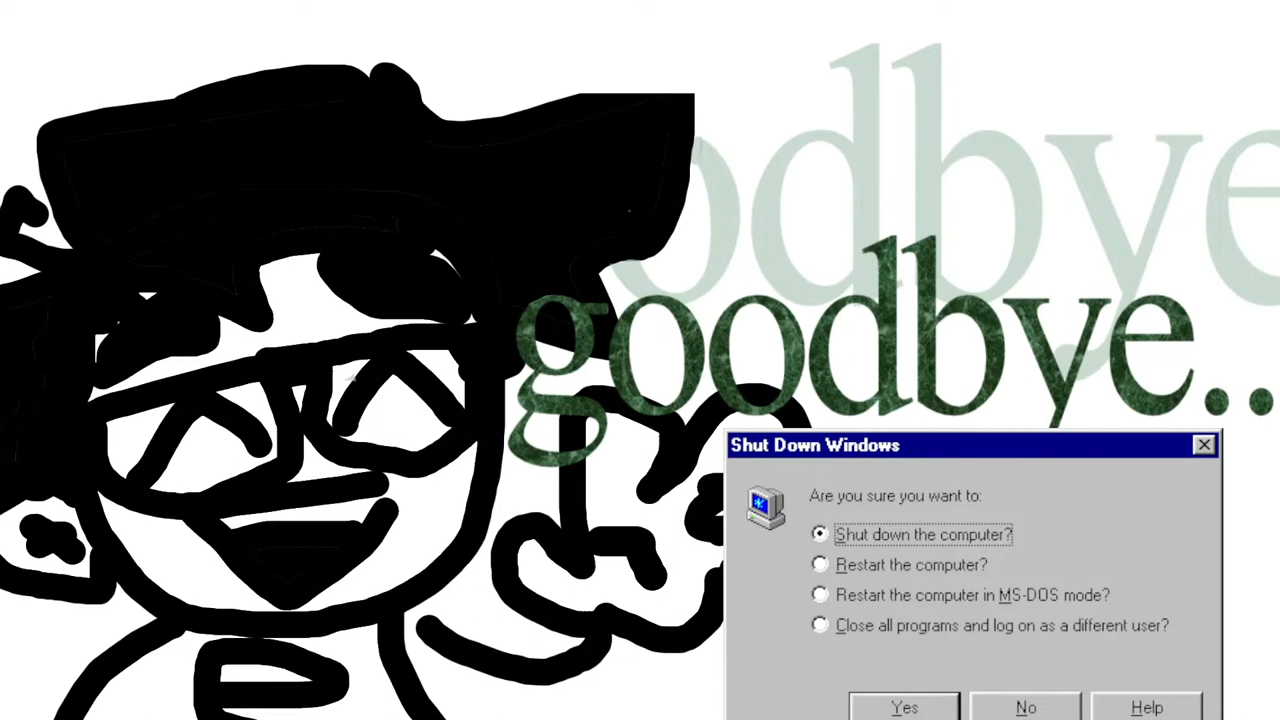 odbye
goodbye..
Shut Down Windows
Are you sure you want to:
Shut down the computer?
Restart the computer?
Restart the computer in MS-DOS mode?
Close all programs and log on as a different user?
Yes No Help